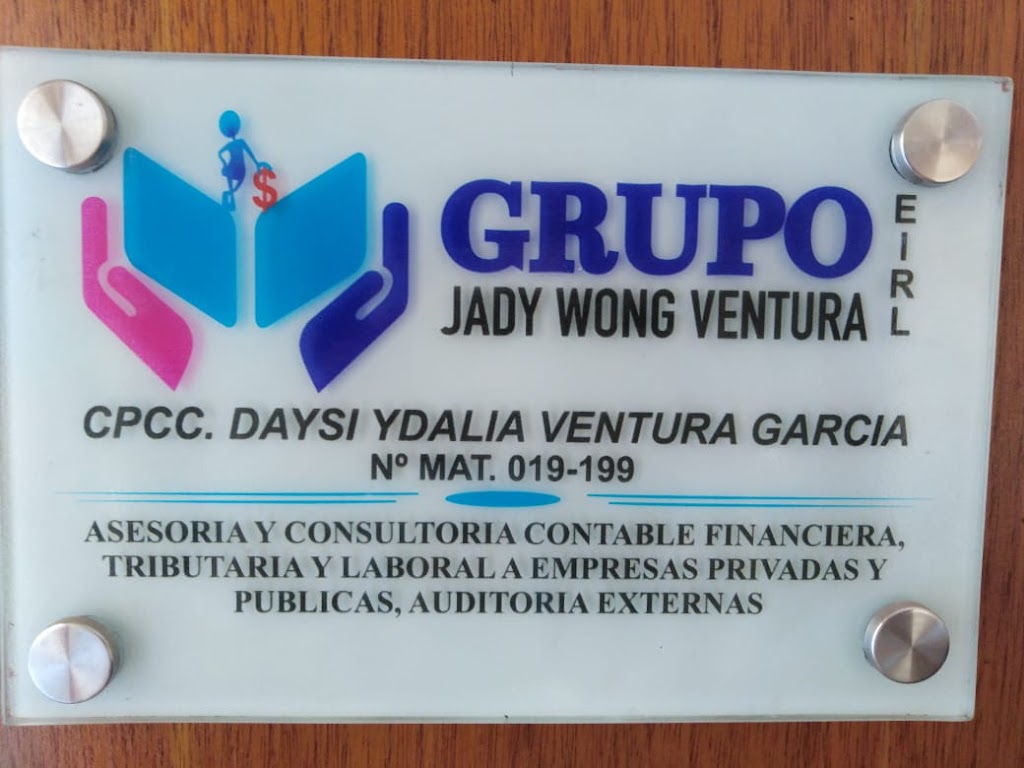 $
GRUPO
JADY WONG VENTURA
EIRL
CPCC. DAYSI YDALIA VENTURA GARCIA
Nº MAT. 019-199
ASESORIA Y CONSULTORIA CONTABLE FINANCIERA,
TRIBUTARIA Y LABORAL A EMPRESAS PRIVADAS Y
PUBLICAS, AUDITORIA EXTERNAS